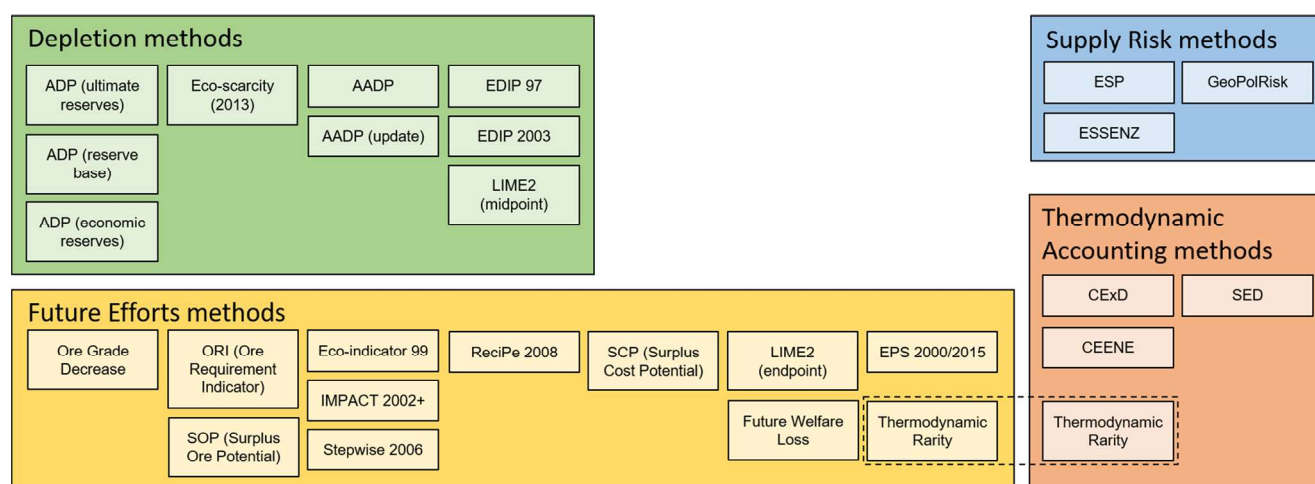 Depletion methods
ADP (ultimate
reserves)
ADP (reserve
base)
ADP (economic
reserves)
Eco-scarcity
(2013)
AADP
AADP (update)
EDIP 97
EDIP 2003
LIME2
(midpoint)
Supply Risk methods
ESP
GeoPolRisk
ESSENZ
Future Efforts methods
Ore Grade
Decrease
ORI (Ore
Requirement
Indicator)
SOP (Surplus
Ore Potential)
Eco-indicator 99
IMPACT 2002+
Stepwise 2006
ReciPe 2008
SCP (Surplus
Cost Potential)
LIME2
(endpoint)
Future Welfare
Loss
EPS 2000/2015
Thermodynamic
Rarity
Thermodynamic
Accounting methods
CExD
SED
CEENE
Thermodynamic
Rarity